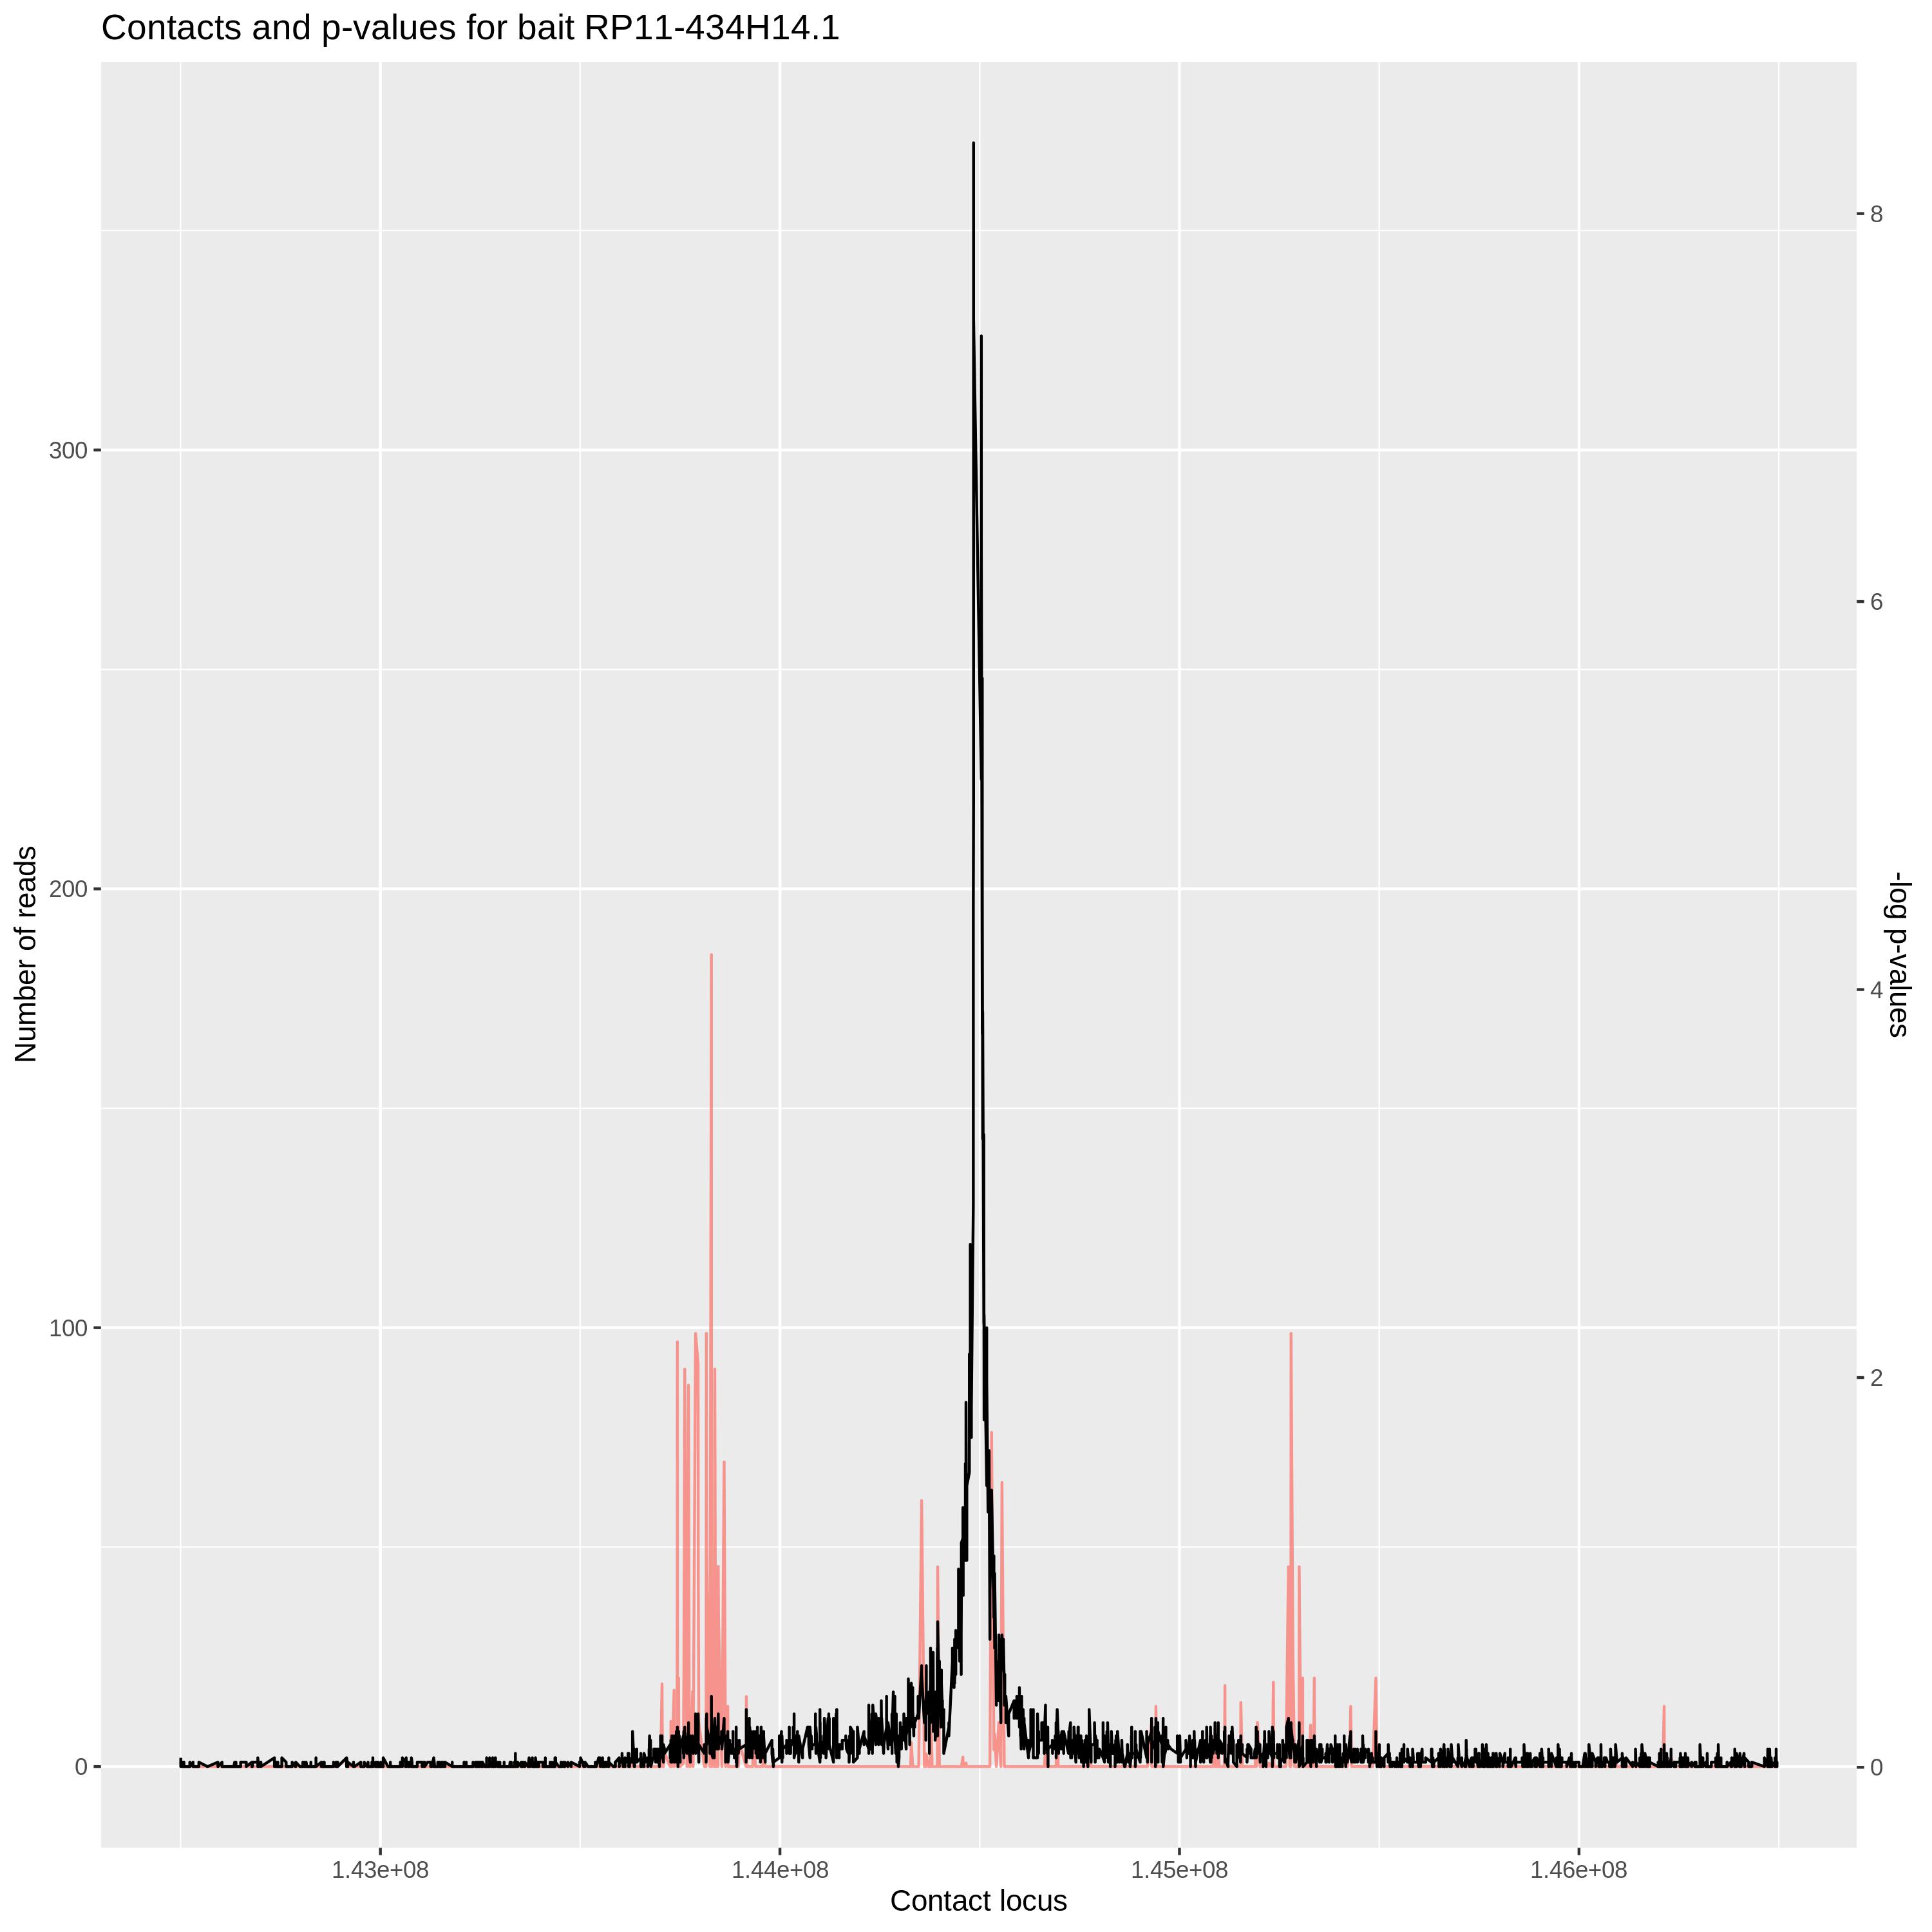 Contacts and p-values for bait RP11-434H14.1
Number of reads
300
200
100
0
8
6
4
2
0
-log p-values
1.43e+08
1.44e+08
1.45e+08
1.46e+08
Contact locus